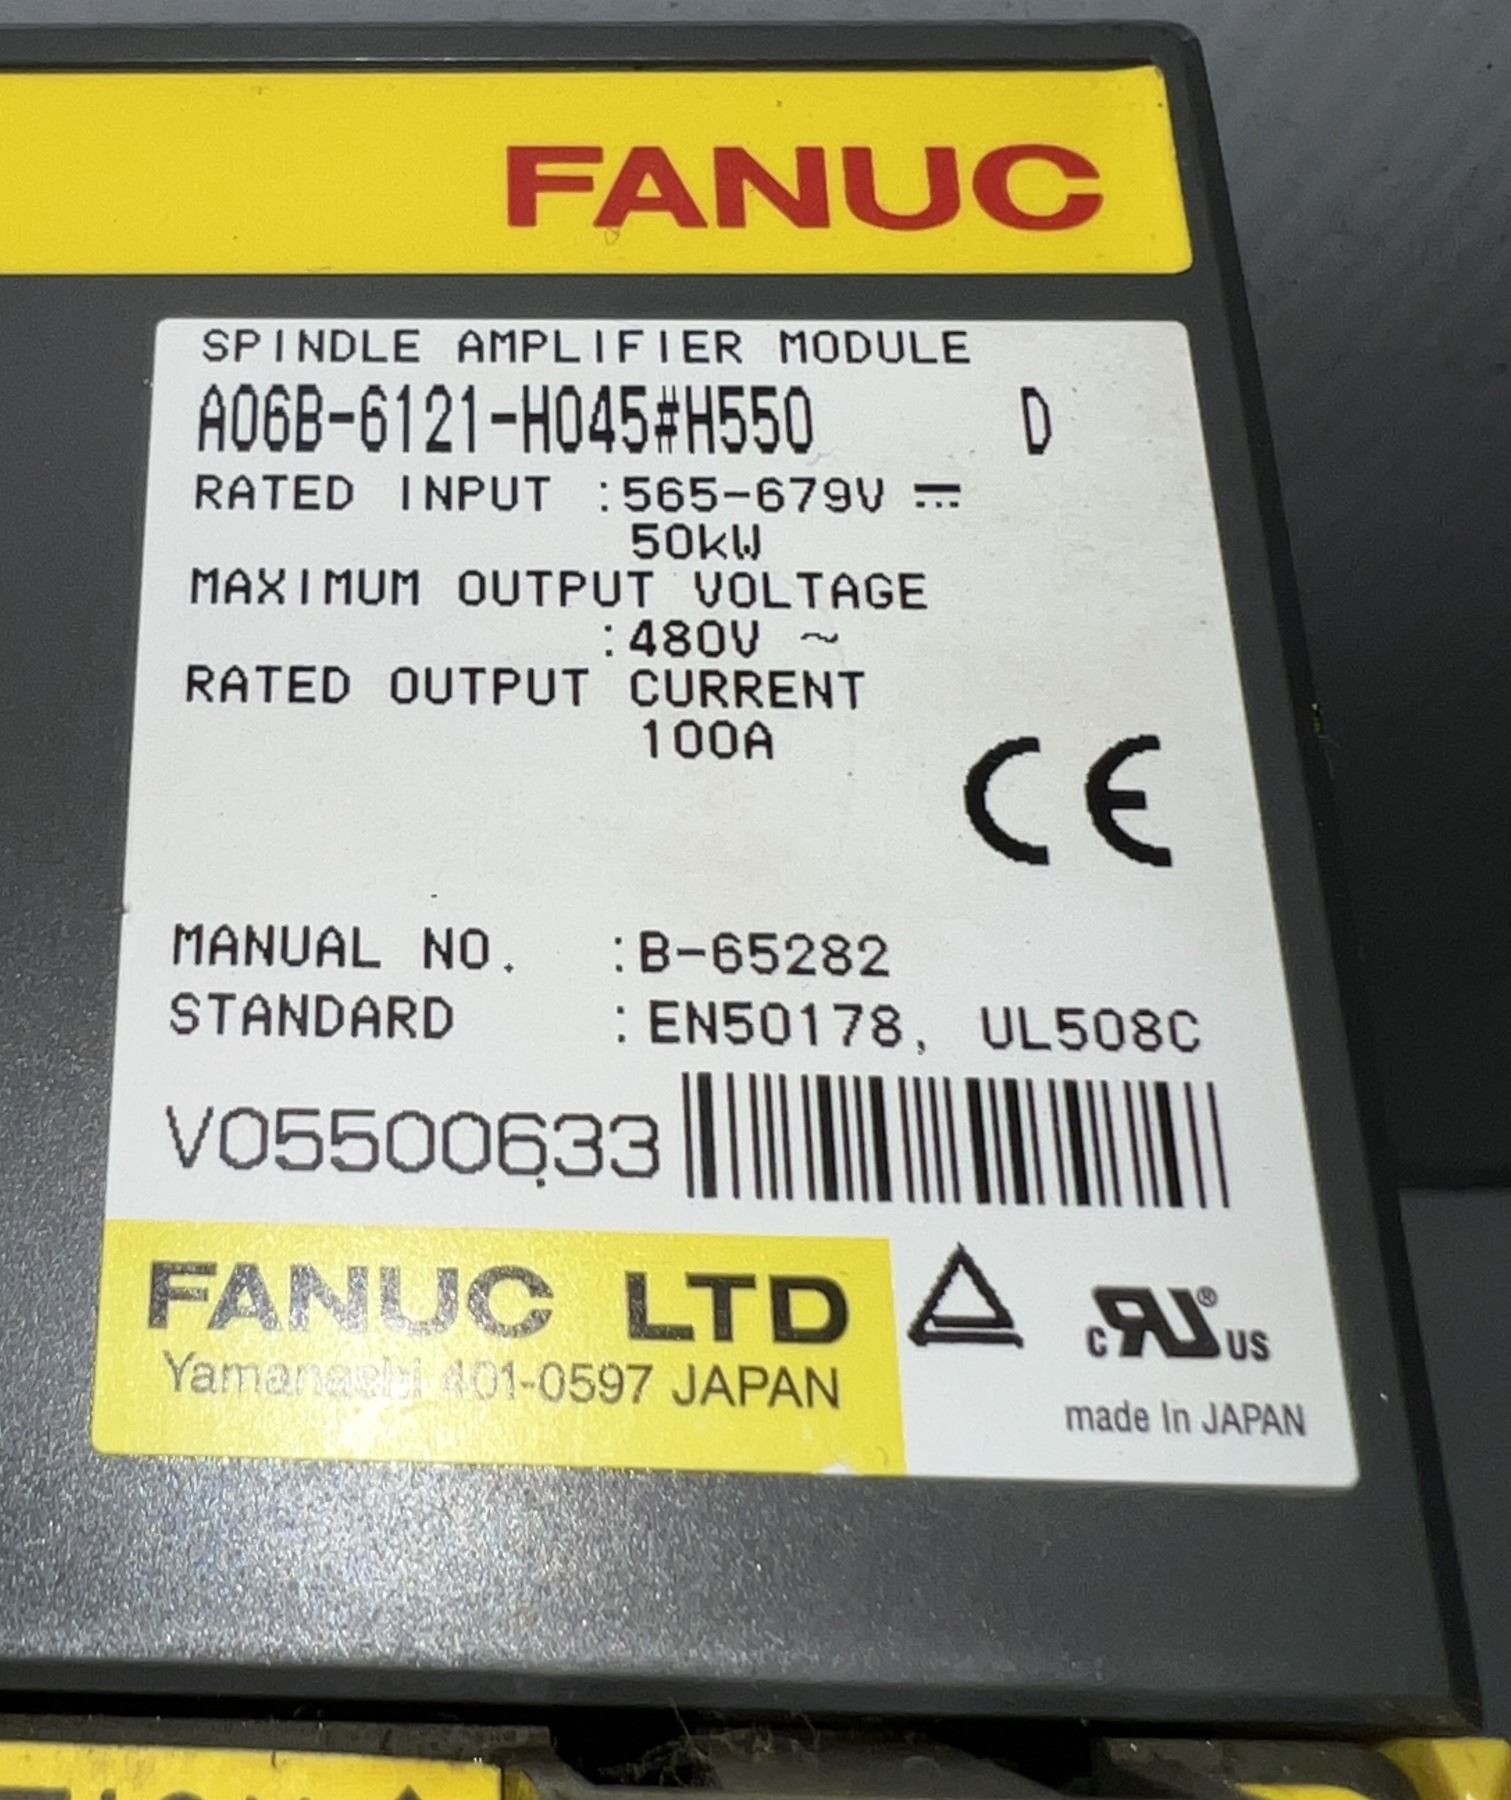 FANUC
SPINDLE AMPLIFIER MODULE
A06B-6121-H045#H550 D
RATED INPUT :565-679V ⎓
50kW
MAXIMUM OUTPUT VOLTAGE
:480V ~
RATED OUTPUT CURRENT
100A
CE
MANUAL NO. :B-65282
STANDARD :EN50178, UL508C
V05500633
FANUC LTD
Yamanashi 401-0597 JAPAN
c RU ® US
made In JAPAN